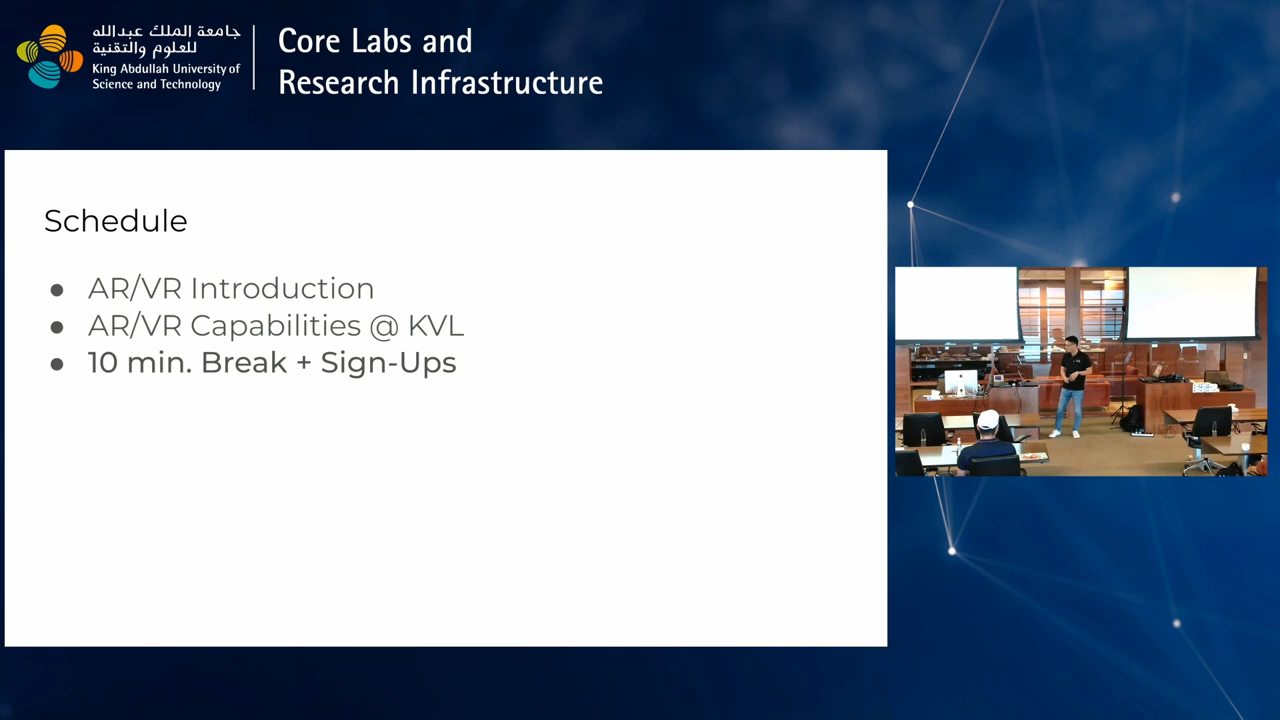 جامعة الملك عبدالله
للعلوم والتقنية
King Abdullah University of
Science and Technology
Core Labs and
Research Infrastructure
Schedule
● AR/VR Introduction
● AR/VR Capabilities @ KVL
● 10 min. Break + Sign-Ups